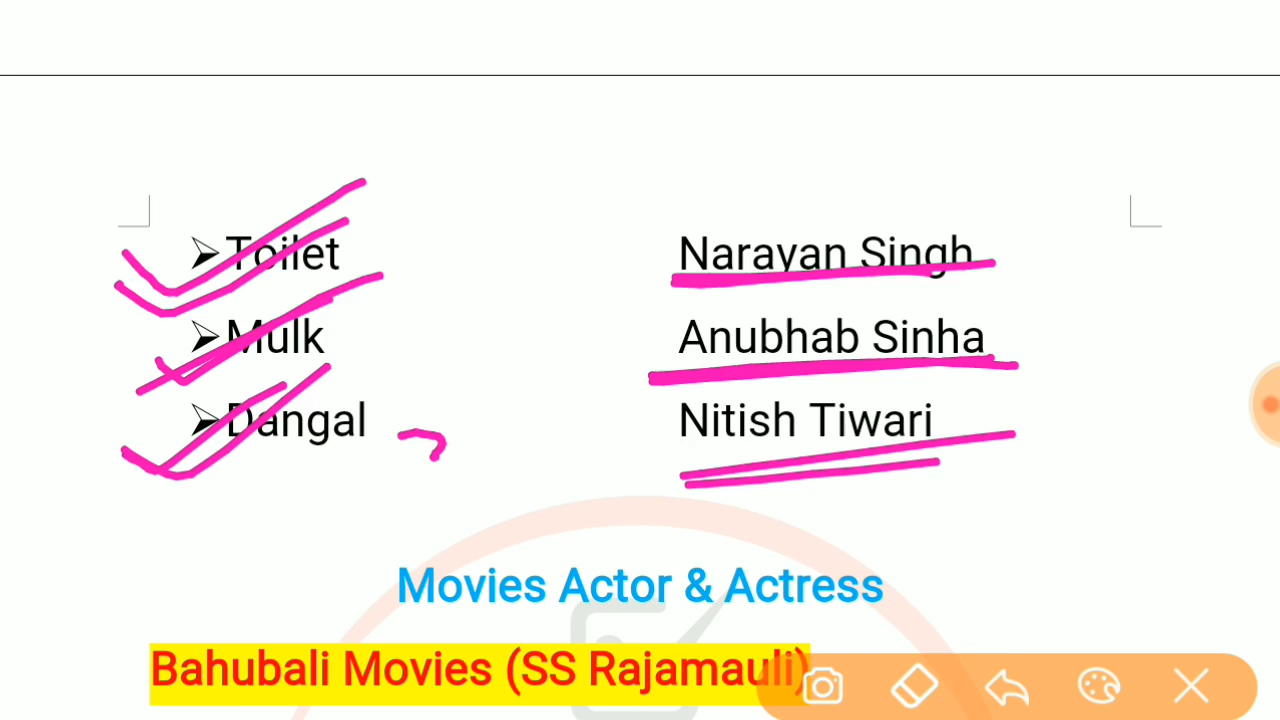 Toilet Narayan Singh
Mulk Anubhab Sinha
Dangal Nitish Tiwari
Movies Actor & Actress
Bahubali Movies (SS Rajamauli)